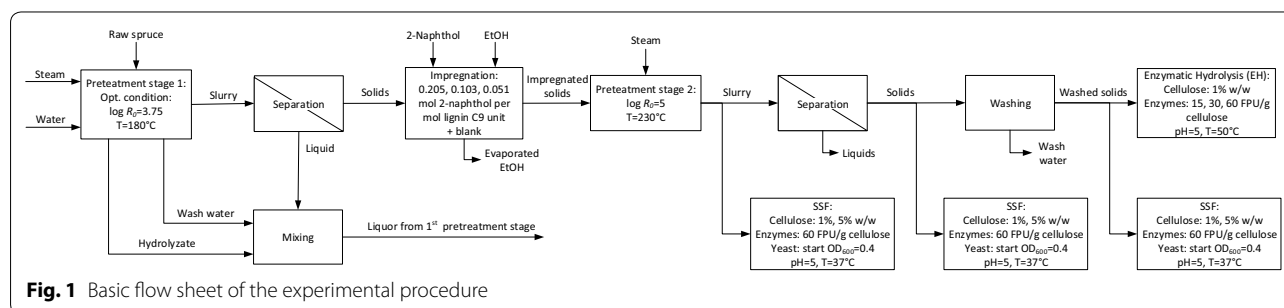 Raw spruce
Steam
Water
Pretreatment stage 1:
Opt. condition:
log R0=3.75
T=180°C
Slurry
Separation
Solids
Liquid
2-Naphthol
EtOH
Impregnation:
0.205, 0.103, 0.051
mol 2-naphthol per
mol lignin C9 unit
+ blank
Evaporated
EtOH
Impregnated
solids
Steam
Pretreatment stage 2:
log R0=5
T=230°C
Slurry
Separation
Liquids
Solids
Washing
Wash
water
Washed solids
Enzymatic Hydrolysis (EH):
Cellulose: 1% w/w
Enzymes: 15, 30, 60 FPU/g
cellulose
pH=5, T=50°C
Wash water
Hydrolyzate
Mixing
Liquor from 1st pretreatment stage
SSF:
Cellulose: 1%, 5% w/w
Enzymes: 60 FPU/g cellulose
Yeast: start OD600=0.4
pH=5, T=37°C
SSF:
Cellulose: 1%, 5% w/w
Enzymes: 60 FPU/g cellulose
Yeast: start OD600=0.4
pH=5, T=37°C
SSF:
Cellulose: 1%, 5% w/w
Enzymes: 60 FPU/g cellulose
Yeast: start OD600=0.4
pH=5, T=37°C
Fig. 1 Basic flow sheet of the experimental procedure